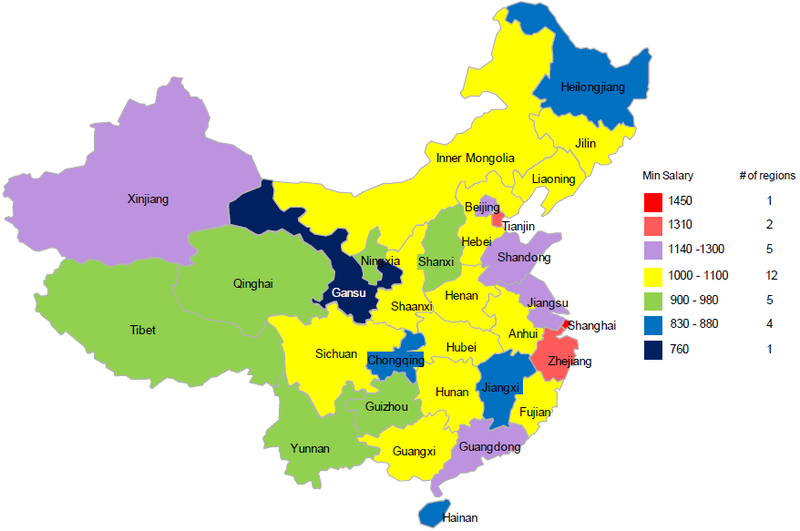 Heilongjiang
Jilin
Inner Mongolia
Liaoning
Min Salary # of regions
1450 1
1310 2
1140 -1300 5
1000 - 1100 12
900 - 980 5
830 - 880 4
760 1
Xinjiang
Beijing
Tianjin
Hebei
Ningxia
Shanxi
Shandong
Qinghai
Gansu
Henan
Shaanxi
Jiangsu
Tibet
Shanghai
Anhui
Sichuan
Hubei
Chongqing
Zhejiang
Hunan
Jiangxi
Guizhou
Fujian
Yunnan
Guangxi
Guangdong
Hainan